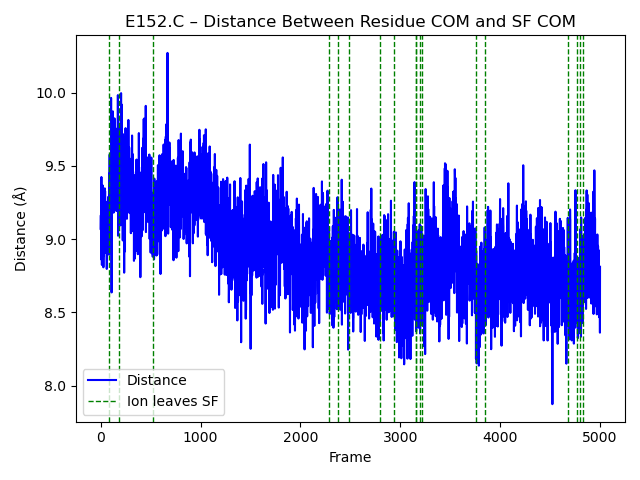 E152.C – Distance Between Residue COM and SF COM
10.0
9.5
9.0
8.5
8.0
Distance (Å)
Distance
Ion leaves SF
0
1000
2000
3000
4000
5000
Frame